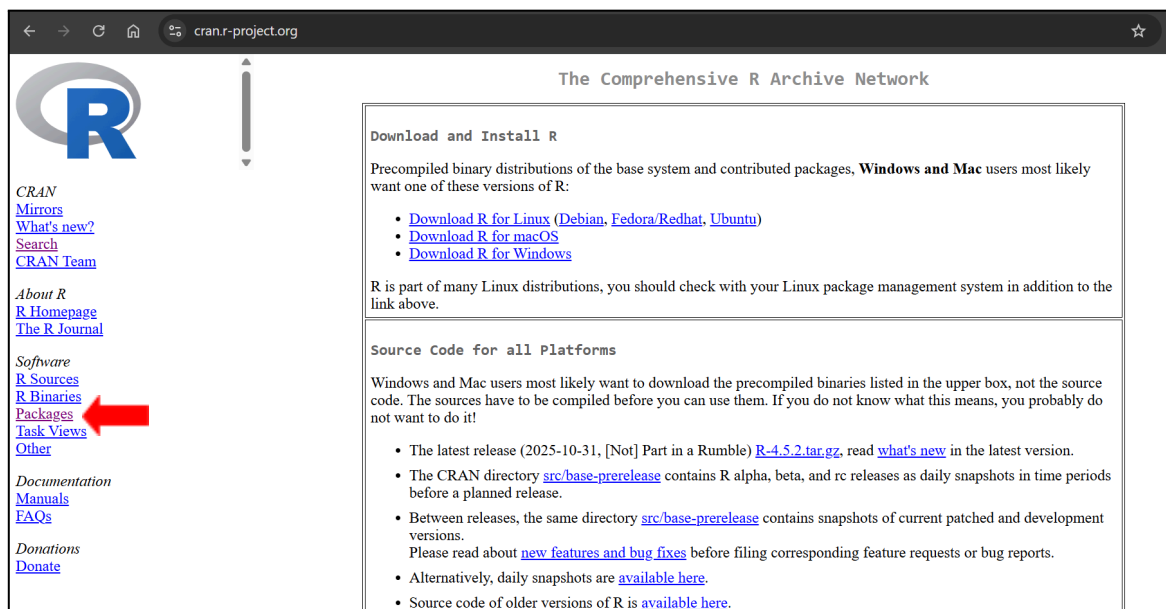 cran.r-project.org
R
CRAN
Mirrors
What's new?
Search
CRAN Team
About R
R Homepage
The R Journal
Software
R Sources
R Binaries
Packages
Task Views
Other
Documentation
Manuals
FAQs
Donations
Donate
The Comprehensive R Archive Network
Download and Install R
Precompiled binary distributions of the base system and contributed packages, Windows and Mac users most likely
want one of these versions of R:
• Download R for Linux (Debian, Fedora/Redhat, Ubuntu)
• Download R for macOS
• Download R for Windows
R is part of many Linux distributions, you should check with your Linux package management system in addition to the
link above.
Source Code for all Platforms
Windows and Mac users most likely want to download the precompiled binaries listed in the upper box, not the source
code. The sources have to be compiled before you can use them. If you do not know what this means, you probably do
not want to do it!
• The latest release (2025-10-31, [Not] Part in a Rumble) R-4.5.2.tar.gz, read what's new in the latest version.
• The CRAN directory src/base-prerelease contains R alpha, beta, and rc releases as daily snapshots in time periods
before a planned release.
• Between releases, the same directory src/base-prerelease contains snapshots of current patched and development
versions.
Please read about new features and bug fixes before filing corresponding feature requests or bug reports.
• Alternatively, daily snapshots are available here.
• Source code of older versions of R is available here.